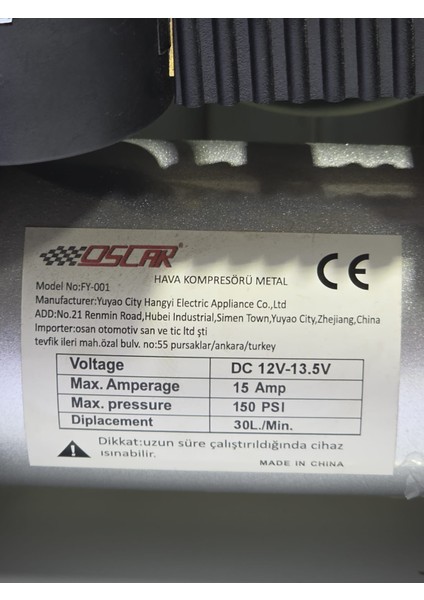 OSCAR
HAVA KOMPRESÖRÜ METAL
CE
Model No:FY-001
Manufacturer:Yuyao City Hangyi Electric Appliance Co.,Ltd
ADD:No.21 Renmin Road,Hubei Industrial,Simen Town,Yuyao City,Zhejiang,China
Importer:osan otomotiv san ve tic ltd şti
tevfik ileri mah.özal bulv. no:55 pursaklar/ankara/turkey
Voltage DC 12V-13.5V
Max. Amperage 15 Amp
Max. pressure 150 PSI
Diplacement 30L./Min.
Dikkat:uzun süre çalıştırıldığında cihaz
ısınabilir.
MADE IN CHINA